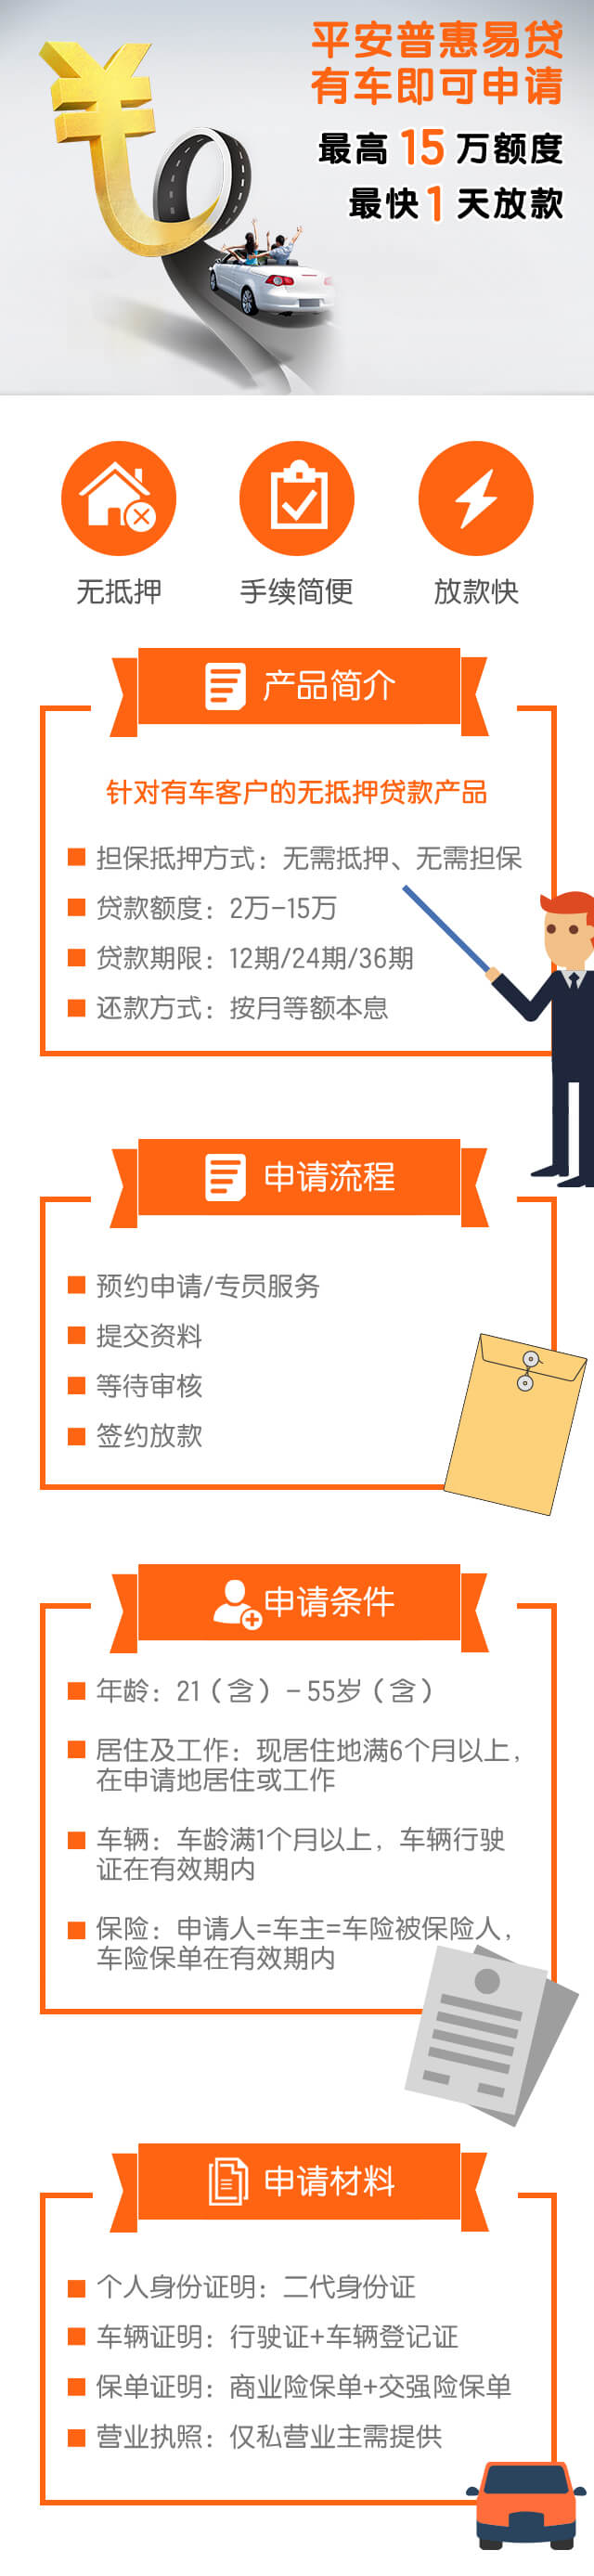 平安普惠易贷
有车即可申请
最高15万额度
最快1天放款
无抵押
手续简便
放款快
产品简介
针对有车客户的无抵押贷款产品
担保抵押方式：无需抵押、无需担保
贷款额度：2万-15万
贷款期限：12期/24期/36期
还款方式：按月等额本息
申请流程
预约申请/专员服务
提交资料
等待审核
签约放款
申请条件
年龄：21（含）-55岁（含）
居住及工作：现居住地满6个月以上，
在申请地居住或工作
车辆：车龄满1个月以上，车辆行驶
证在有效期内
保险：申请人=车主=车险被保险人，
车险保单在有效期内
申请材料
个人身份证明：二代身份证
车辆证明：行驶证+车辆登记证
保单证明：商业险保单+交强险保单
营业执照：仅私营业主需提供